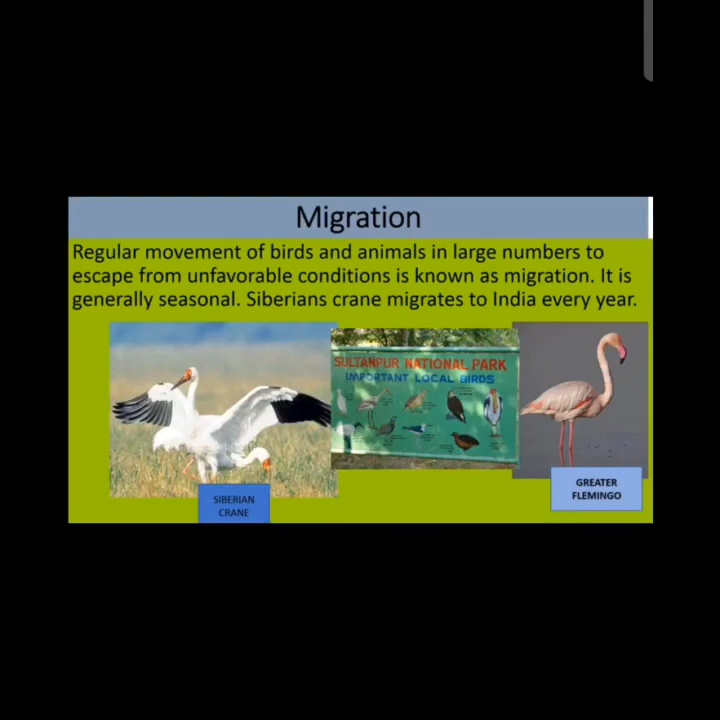 Migration
Regular movement of birds and animals in large numbers to
escape from unfavorable conditions is known as migration. It is
generally seasonal. Siberians crane migrates to India every year.
SULTANPUR NATIONAL PARK
IMPORTANT LOCAL BIRDS
SIBERIAN
CRANE
GREATER
FLEMINGO